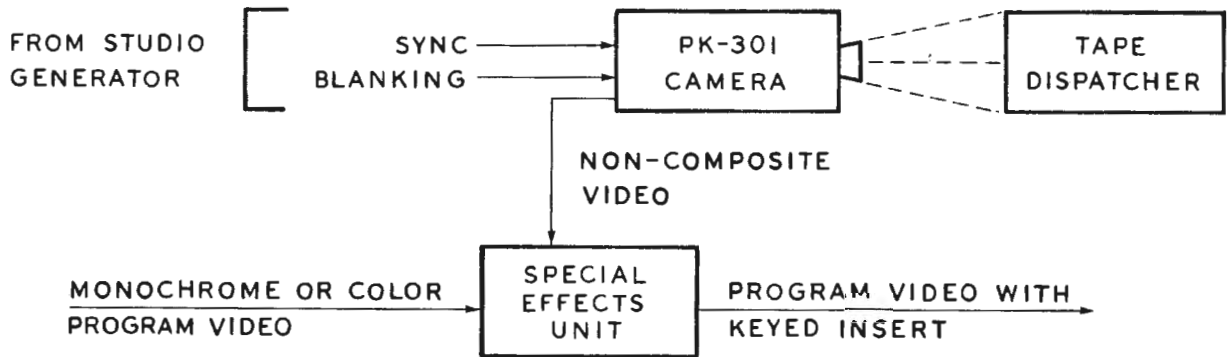 FROM STUDIO
GENERATOR
SYNC
BLANKING
PK-301
CAMERA
TAPE
DISPATCHER
NON-COMPOSITE
VIDEO
MONOCHROME OR COLOR
PROGRAM VIDEO
SPECIAL
EFFECTS
UNIT
PROGRAM VIDEO WITH
KEYED INSERT